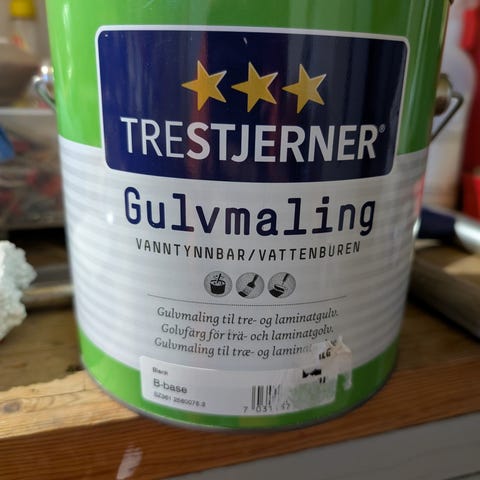 TRESTJERNER®
Gulvmaling
VANNTYNNBAR/VATTENBUREN
Gulvmaling til tre- og laminatgulv.
Golvfärg för trä- och laminatgolv.
Gulvmaling til træ- og
Blank
B-base